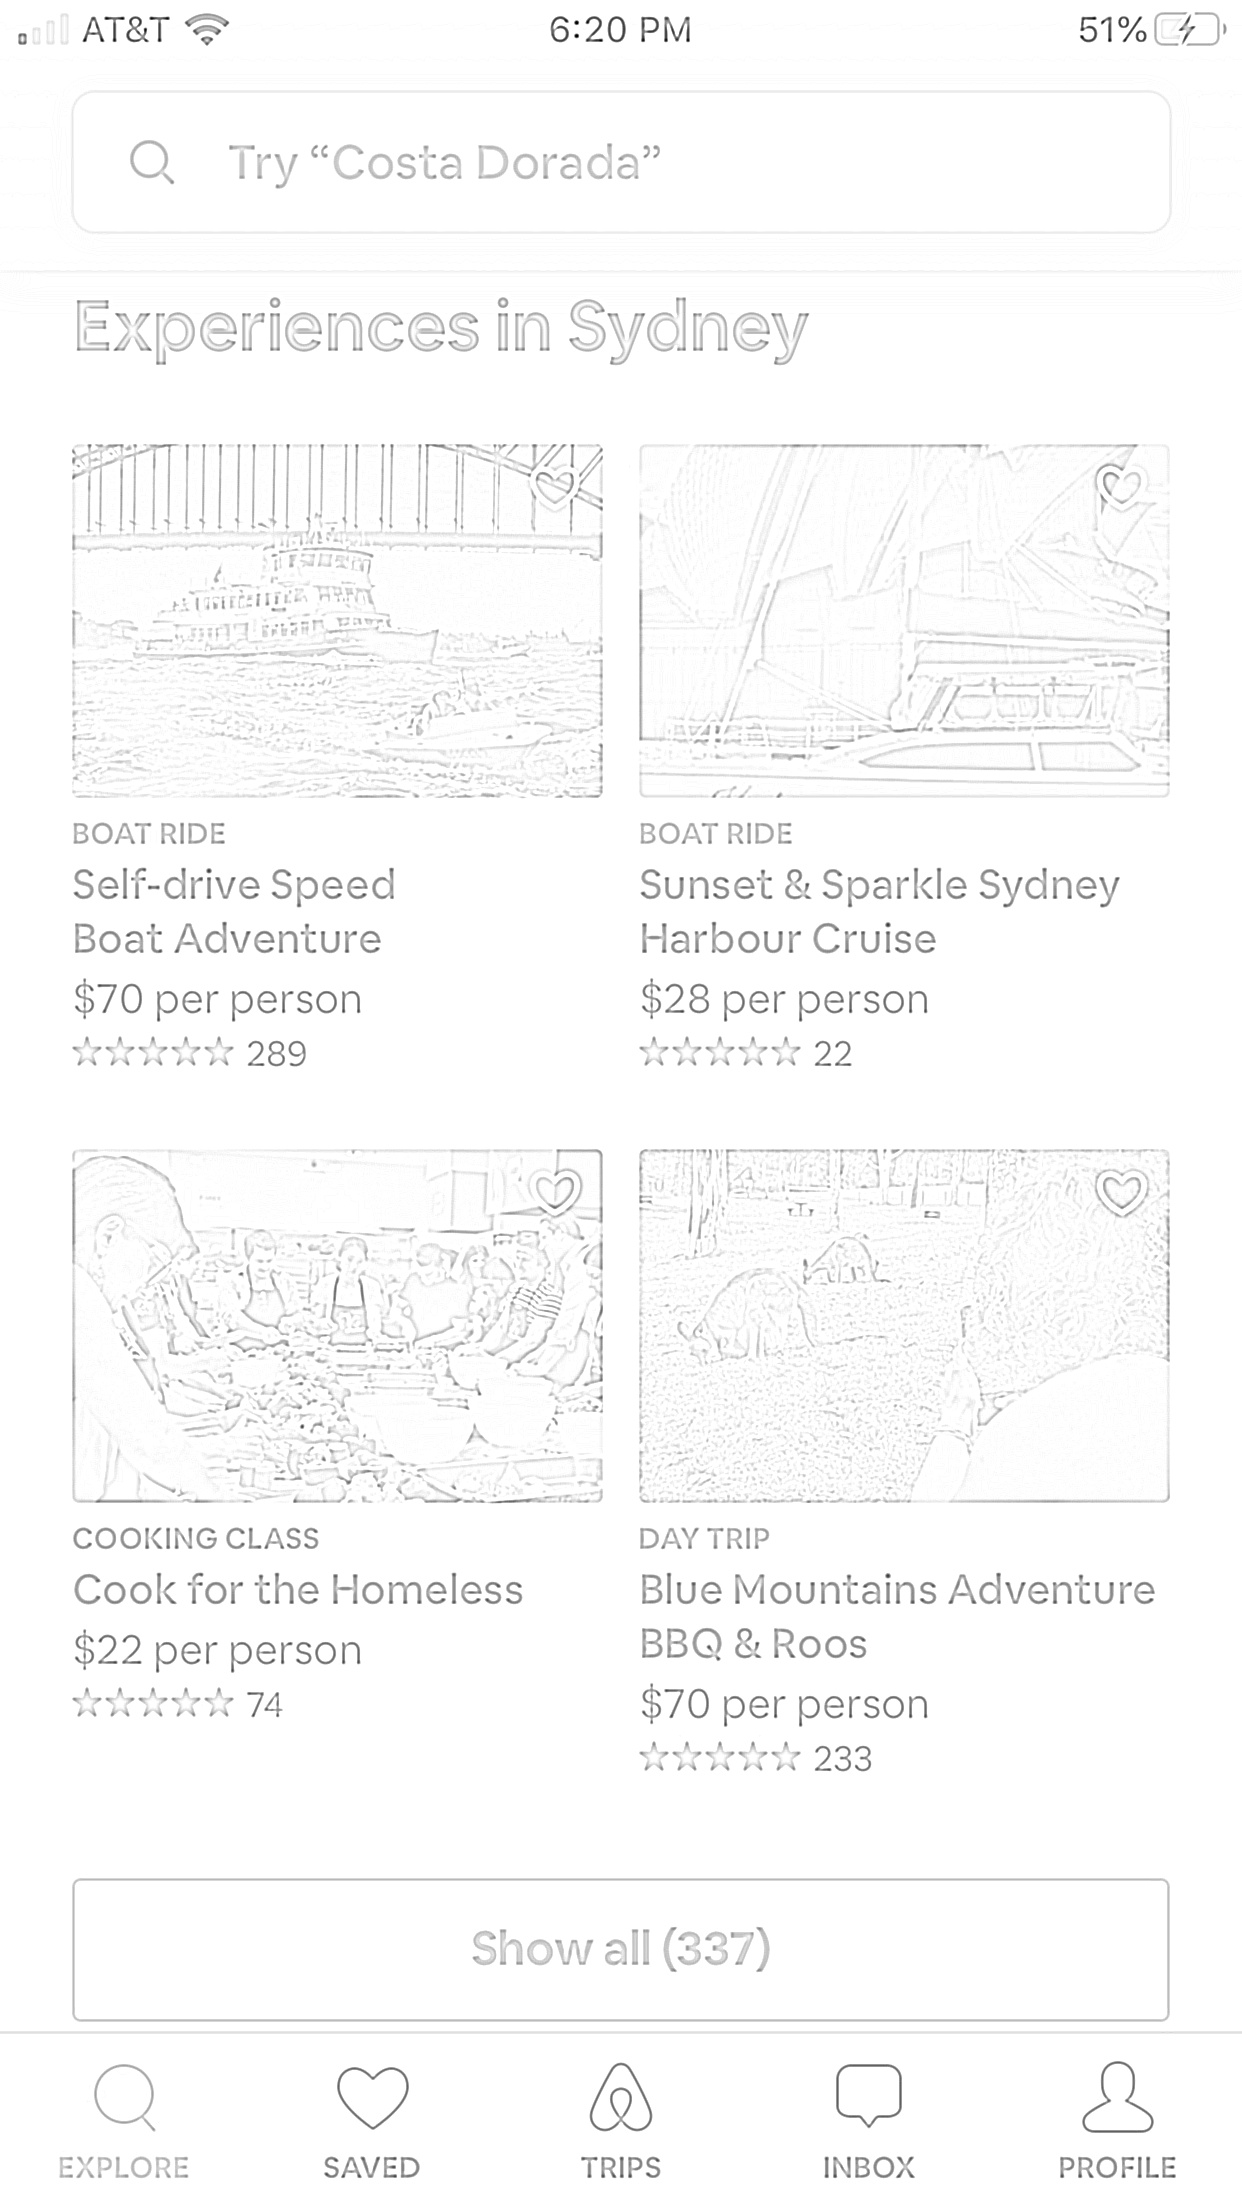 AT&T 6:20 PM 51%
Try “Costa Dorada”
Experiences in Sydney
BOAT RIDE
Self-drive Speed
Boat Adventure
$70 per person
289
BOAT RIDE
Sunset & Sparkle Sydney
Harbour Cruise
$28 per person
22
COOKING CLASS
Cook for the Homeless
$22 per person
74
DAY TRIP
Blue Mountains Adventure
BBQ & Roos
$70 per person
233
Show all (337)
EXPLORE SAVED TRIPS INBOX PROFILE